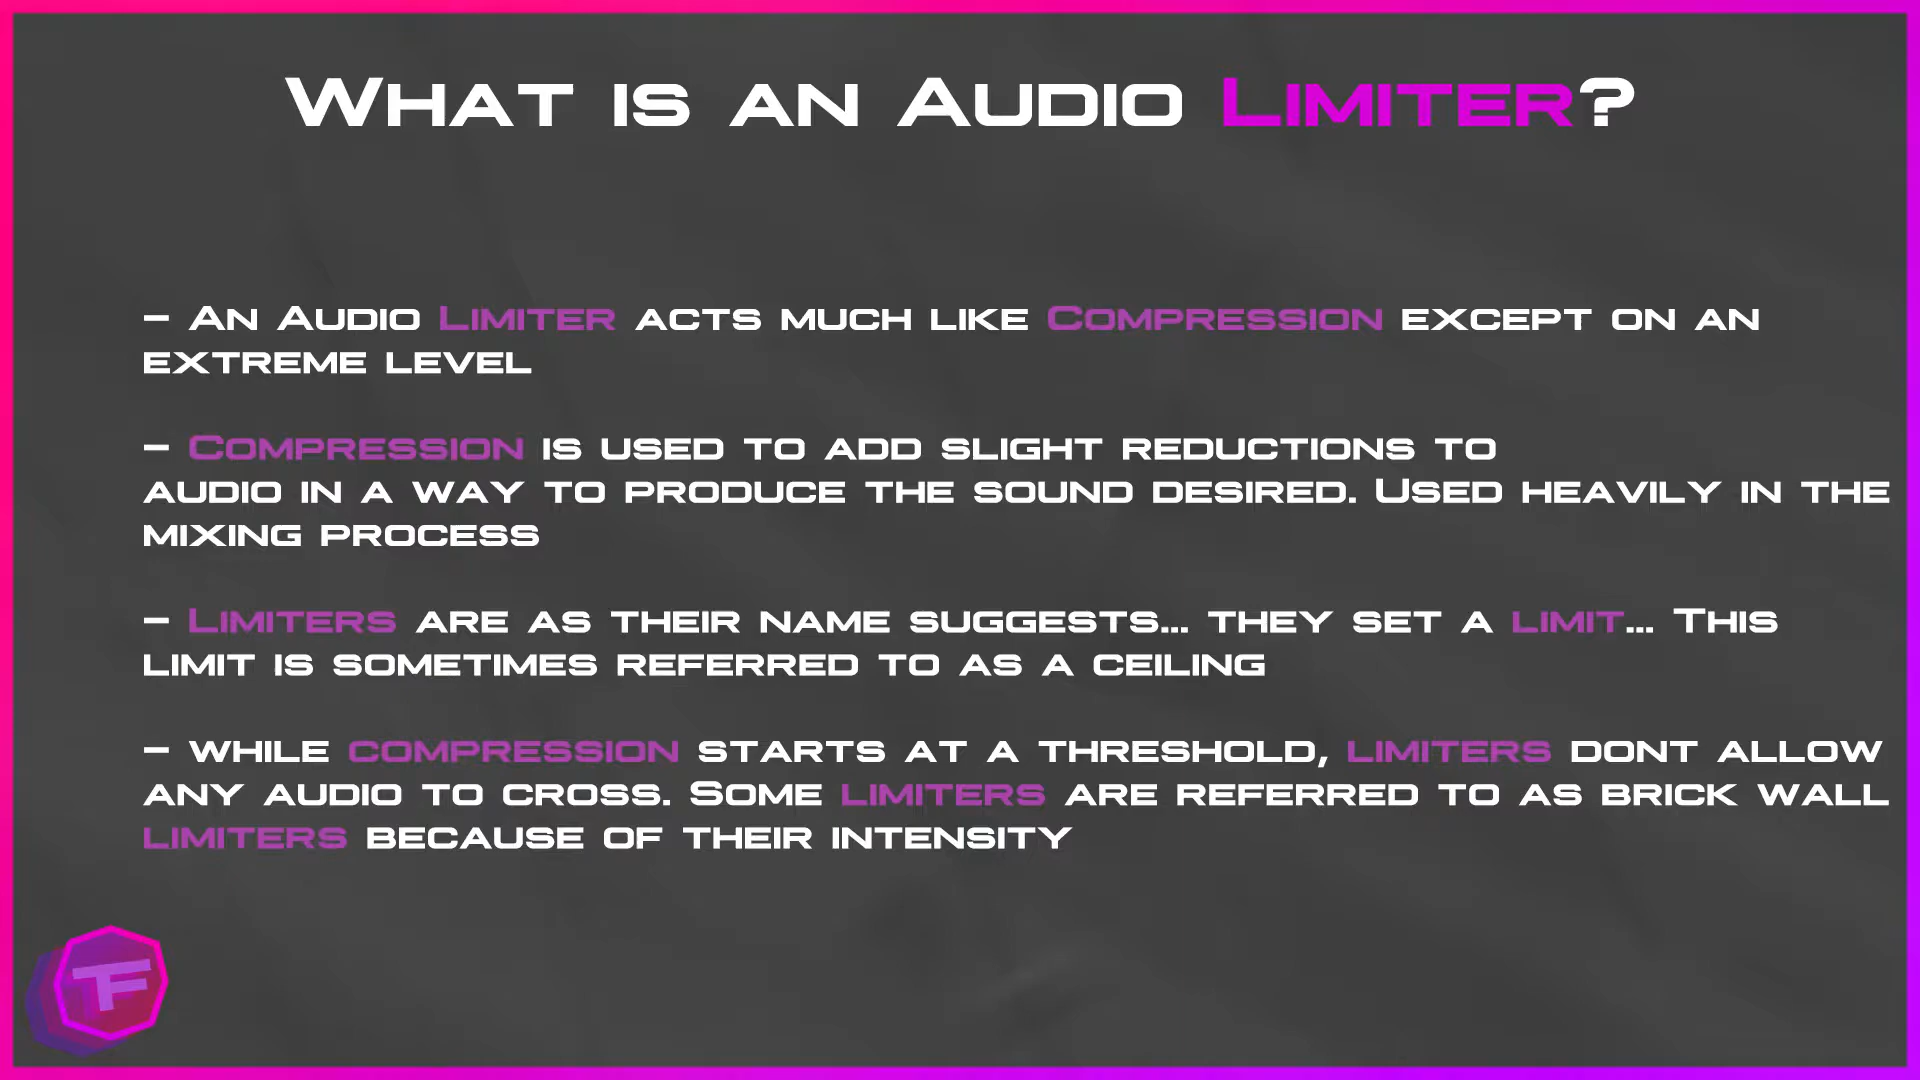 What is an Audio Limiter?
- An Audio Limiter acts much like Compression except on an
extreme level
- Compression is used to add slight reductions to
audio in a way to produce the sound desired. Used heavily in the
mixing process
- Limiters are as their name suggests... they set a limit... This
limit is sometimes referred to as a ceiling
- while compression starts at a threshold, limiters dont allow
any audio to cross. Some limiters are referred to as brick wall
limiters because of their intensity
TF